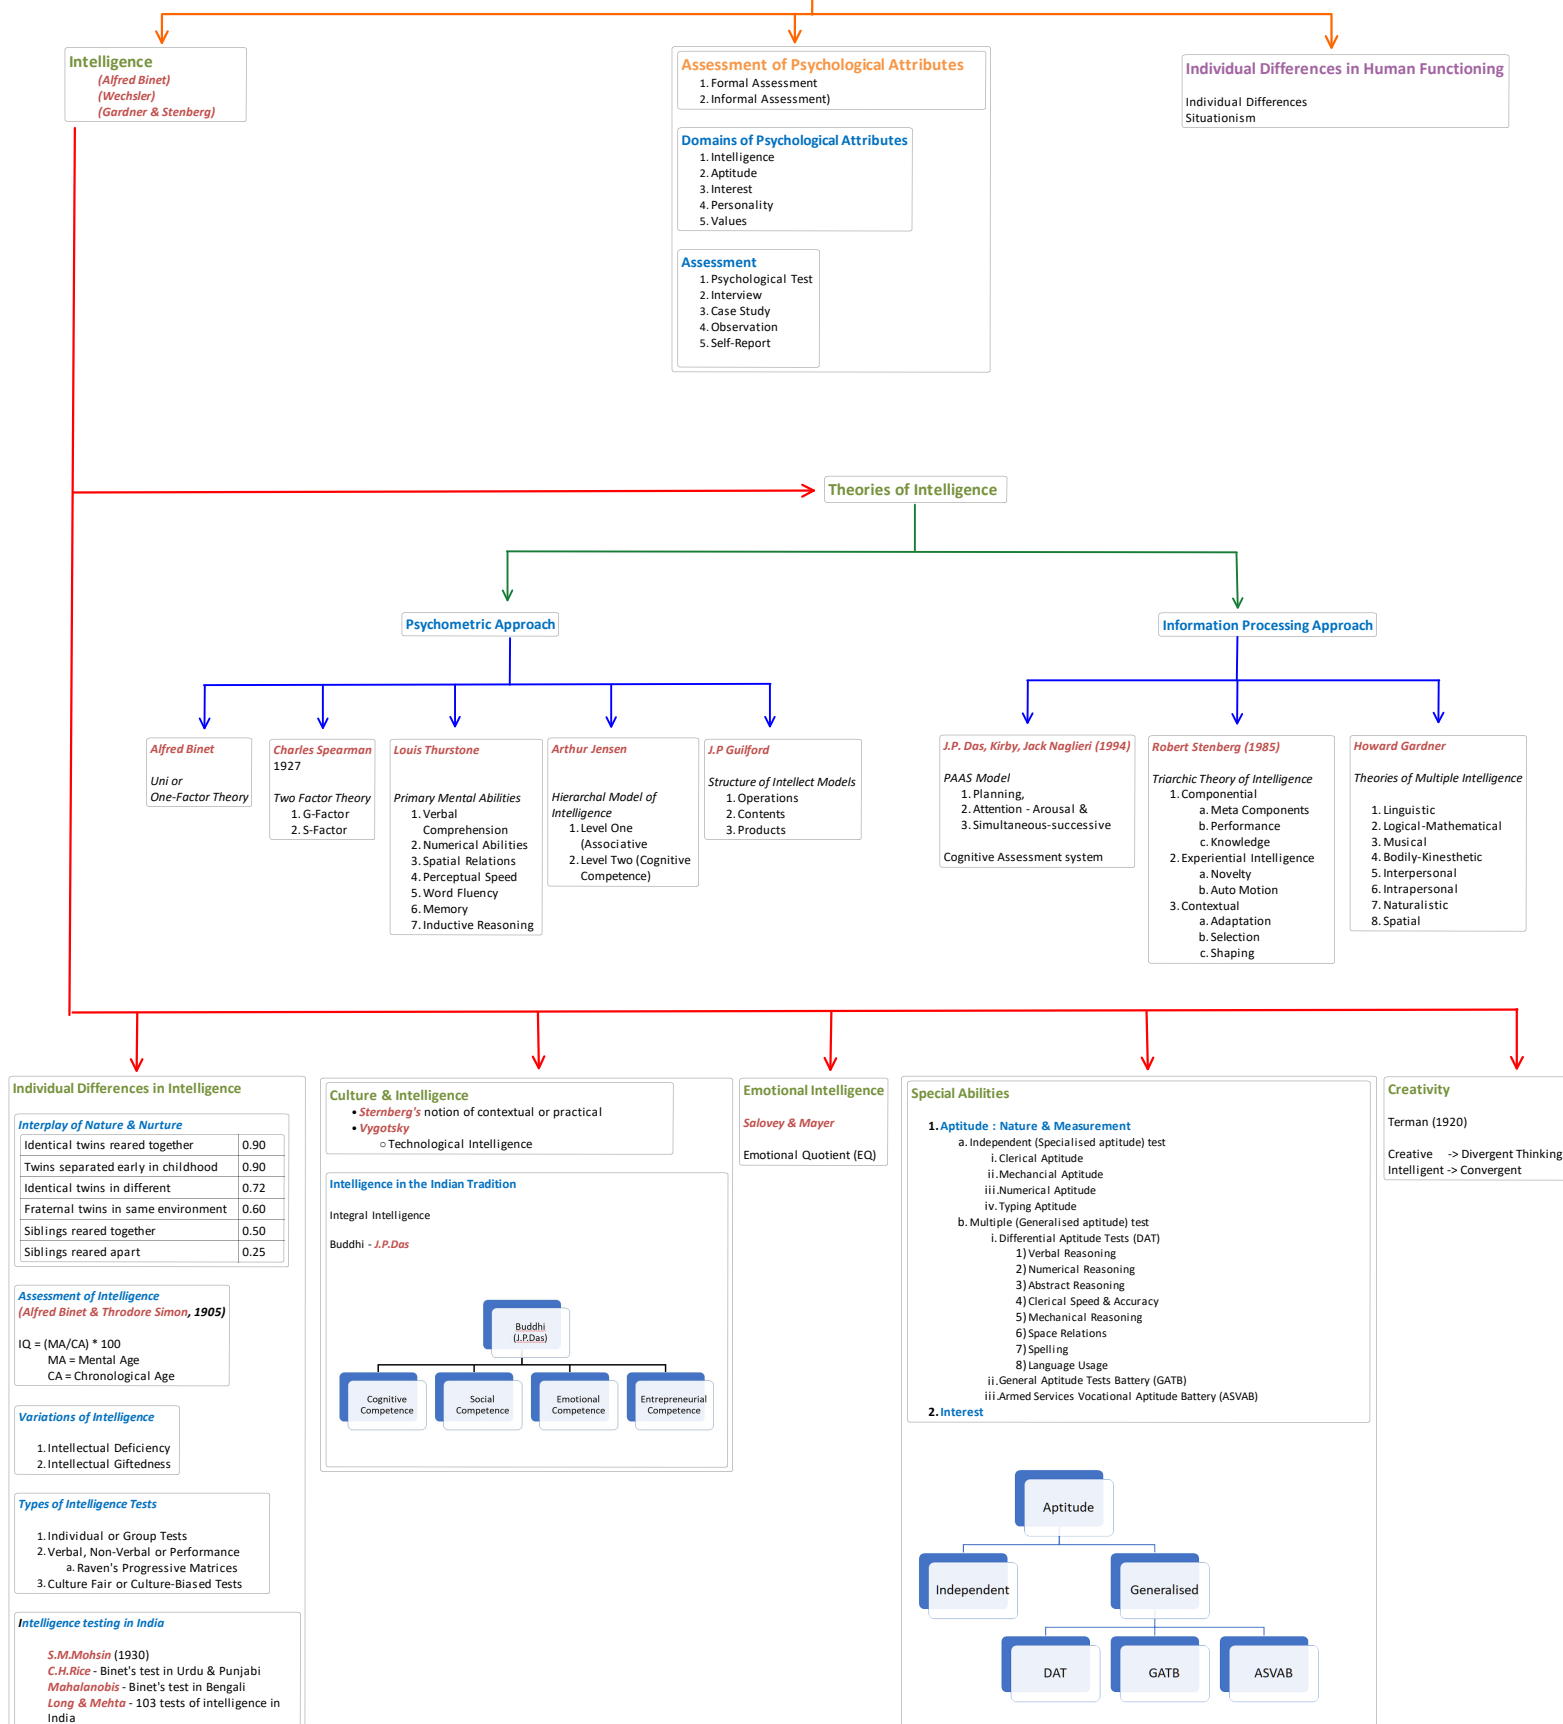 Intelligence
(Alfred Binet)
(Wechsler)
(Gardner & Stenberg)
Assessment of Psychological Attributes
1. Formal Assessment
2. Informal Assessment)
Domains of Psychological Attributes
1. Intelligence
2. Aptitude
3. Interest
4. Personality
5. Values
Assessment
1. Psychological Test
2. Interview
3. Case Study
4. Observation
5. Self-Report
Individual Differences in Human Functioning
Individual Differences
Situationism
Theories of Intelligence
Psychometric Approach
Information Processing Approach
Alfred Binet
Uni or
One-Factor Theory
Charles Spearman
1927
Two Factor Theory
1. G-Factor
2. S-Factor
Louis Thurstone
Primary Mental Abilities
1. Verbal
Comprehension
2. Numerical Abilities
3. Spatial Relations
4. Perceptual Speed
5. Word Fluency
6. Memory
7. Inductive Reasoning
Arthur Jensen
Hierarchal Model of
Intelligence
1. Level One
(Associative
2. Level Two (Cognitive
Competence)
J.P Guilford
Structure of Intellect Models
1. Operations
2. Contents
3. Products
J.P. Das, Kirby, Jack Naglieri (1994)
PAAS Model
1. Planning,
2. Attention - Arousal &
3. Simultaneous-successive
Cognitive Assessment system
Robert Stenberg (1985)
Triarchic Theory of Intelligence
1. Componential
a. Meta Components
b. Performance
c. Knowledge
2. Experiential Intelligence
a. Novelty
b. Auto Motion
3. Contextual
a. Adaptation
b. Selection
c. Shaping
Howard Gardner
Theories of Multiple Intelligence
1. Linguistic
2. Logical-Mathematical
3. Musical
4. Bodily-Kinesthetic
5. Interpersonal
6. Intrapersonal
7. Naturalistic
8. Spatial
Individual Differences in Intelligence
Interplay of Nature & Nurture
Identical twins reared together 0.90
Twins separated early in childhood 0.90
Identical twins in different 0.72
Fraternal twins in same environment 0.60
Siblings reared together 0.50
Siblings reared apart 0.25
Assessment of Intelligence
(Alfred Binet & Throdore Simon, 1905)
IQ = (MA/CA) * 100
MA = Mental Age
CA = Chronological Age
Variations of Intelligence
1. Intellectual Deficiency
2. Intellectual Giftedness
Types of Intelligence Tests
1. Individual or Group Tests
2. Verbal, Non-Verbal or Performance
a. Raven's Progressive Matrices
3. Culture Fair or Culture-Biased Tests
Intelligence testing in India
S.M.Mohsin (1930)
C.H.Rice - Binet's test in Urdu & Punjabi
Mahalanobis - Binet's test in Bengali
Long & Mehta - 103 tests of intelligence in
India
Culture & Intelligence
• Sternberg's notion of contextual or practical
• Vygotsky
○ Technological Intelligence
Intelligence in the Indian Tradition
Integral Intelligence
Buddhi - J.P.Das
Buddhi
(J.P.Das)
Cognitive
Competence
Social
Competence
Emotional
Competence
Entrepreneurial
Competence
Emotional Intelligence
Salovey & Mayer
Emotional Quotient (EQ)
Special Abilities
1. Aptitude : Nature & Measurement
a. Independent (Specialised aptitude) test
i. Clerical Aptitude
ii. Mechancial Aptitude
iii. Numerical Aptitude
iv. Typing Aptitude
b. Multiple (Generalised aptitude) test
i. Differential Aptitude Tests (DAT)
1) Verbal Reasoning
2) Numerical Reasoning
3) Abstract Reasoning
4) Clerical Speed & Accuracy
5) Mechanical Reasoning
6) Space Relations
7) Spelling
8) Language Usage
ii. General Aptitude Tests Battery (GATB)
iii. Armed Services Vocational Aptitude Battery (ASVAB)
2. Interest
Aptitude
Independent
Generalised
DAT
GATB
ASVAB
Creativity
Terman (1920)
Creative -> Divergent Thinking
Intelligent -> Convergent